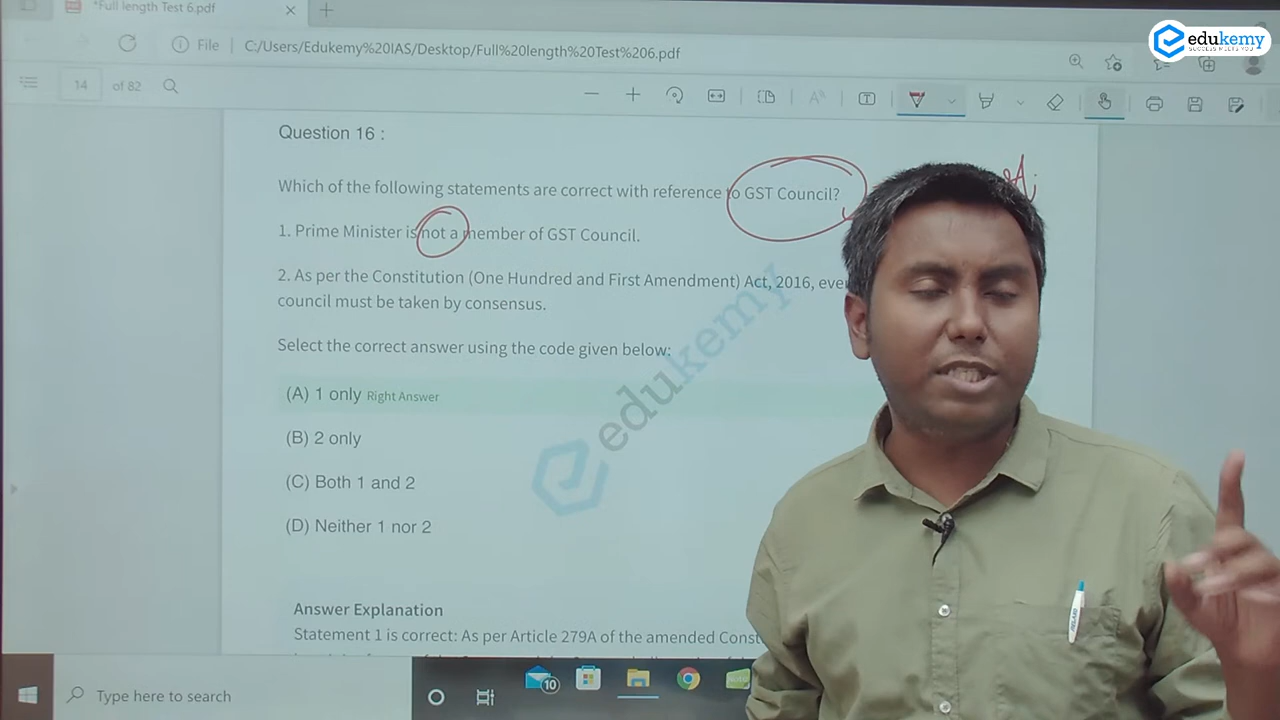 *Full length Test 6.pdf
edukemy
SUCCESS MEETS YOU
File C:/Users/Edukemy%20IAS/Desktop/Full%20length%20Test%206.pdf
14 of 82
Question 16 :
Which of the following statements are correct with reference to GST Council?
1. Prime Minister is not a member of GST Council.
2. As per the Constitution (One Hundred and First Amendment) Act, 2016,
council must be taken by consensus.
Select the correct answer using the code given below:
(A) 1 only Right Answer
(B) 2 only
(C) Both 1 and 2
(D) Neither 1 nor 2
edukemy
Answer Explanation
Statement 1 is correct: As per Article 279A of the amended
Type here to search
10